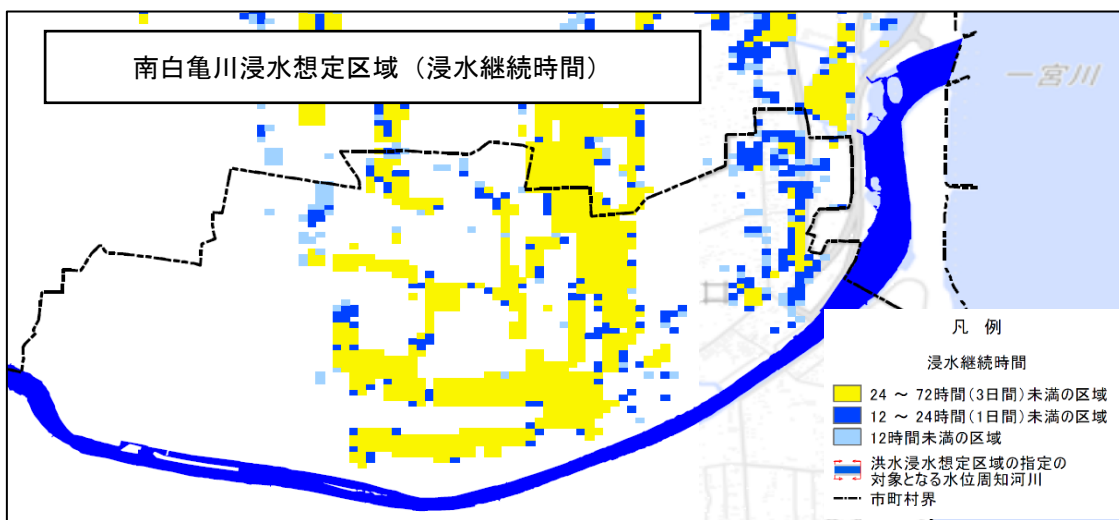 南白亀川浸水想定区域（浸水継続時間）
一宮川
凡 例
浸水継続時間
24 ～ 72時間(3日間)未満の区域
12 ～ 24時間(1日間)未満の区域
12時間未満の区域
洪水浸水想定区域の指定の
対象となる水位周知河川
市町村界